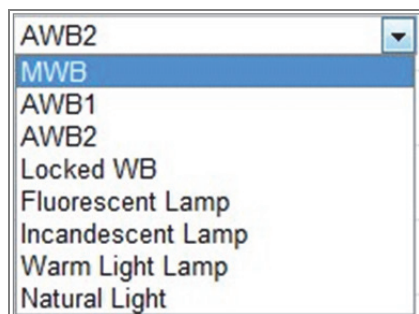 AWB2
MWB
AWB1
AWB2
Locked WB
Fluorescent Lamp
Incandescent Lamp
Warm Light Lamp
Natural Light